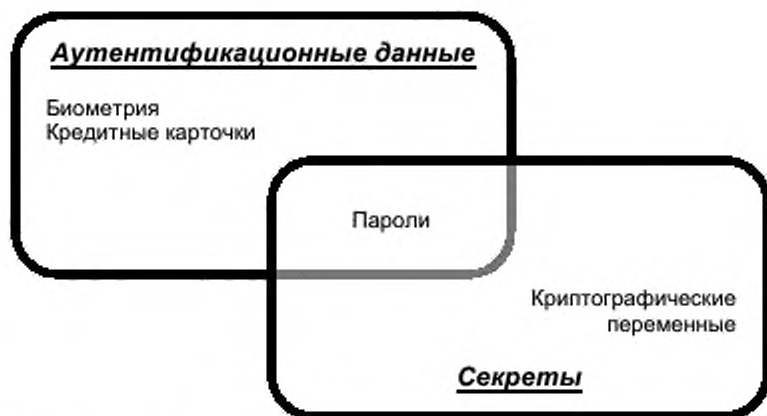 Аутентификационные данные
Биометрия
Кредитные карточки
Пароли
Криптографические
переменные
Секреты